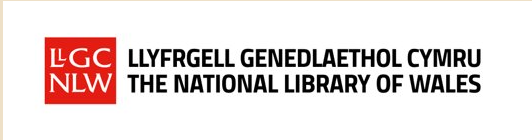 LLGC
NLW
LLYFRGELL GENEDLAETHOL CYMRU
THE NATIONAL LIBRARY OF WALES